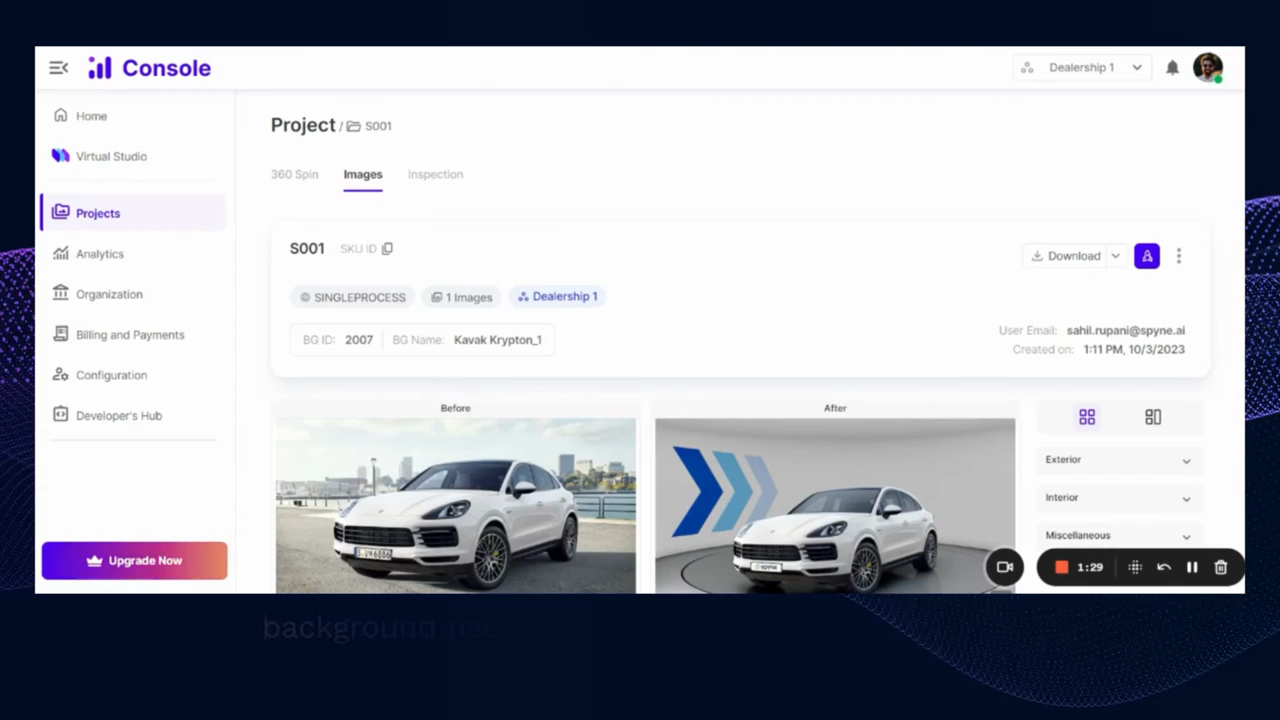 Console
Dealership 1
Home
Virtual Studio
Projects
Analytics
Organization
Billing and Payments
Configuration
Developer's Hub
Upgrade Now
Project / S001
360 Spin Images Inspection
S001 SKU ID
Download
SINGLEPROCESS 1 Images Dealership 1
BG ID: 2007 BG Name: Kavak Krypton_1
User Email: sahil.rupani@spyne.ai
Created on: 1:11 PM, 10/3/2023
Before
After
Exterior
Interior
Miscellaneous
spyne
1:29
background